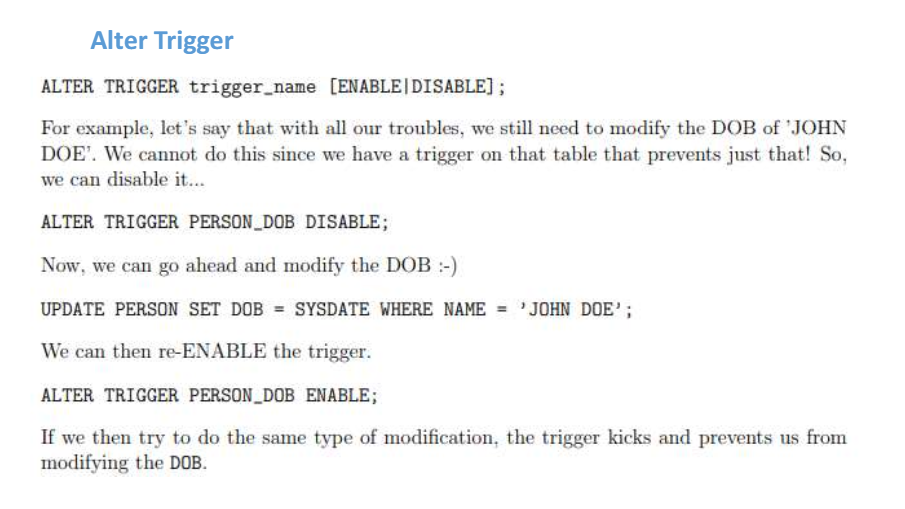 Alter Trigger
ALTER TRIGGER trigger_name [ENABLE|DISABLE];
For example, let's say that with all our troubles, we still need to modify the DOB of 'JOHN
DOE'. We cannot do this since we have a trigger on that table that prevents just that! So,
we can disable it...
ALTER TRIGGER PERSON_DOB DISABLE;
Now, we can go ahead and modify the DOB :-)
UPDATE PERSON SET DOB = SYSDATE WHERE NAME = 'JOHN DOE';
We can then re-ENABLE the trigger.
ALTER TRIGGER PERSON_DOB ENABLE;
If we then try to do the same type of modification, the trigger kicks and prevents us from
modifying the DOB.